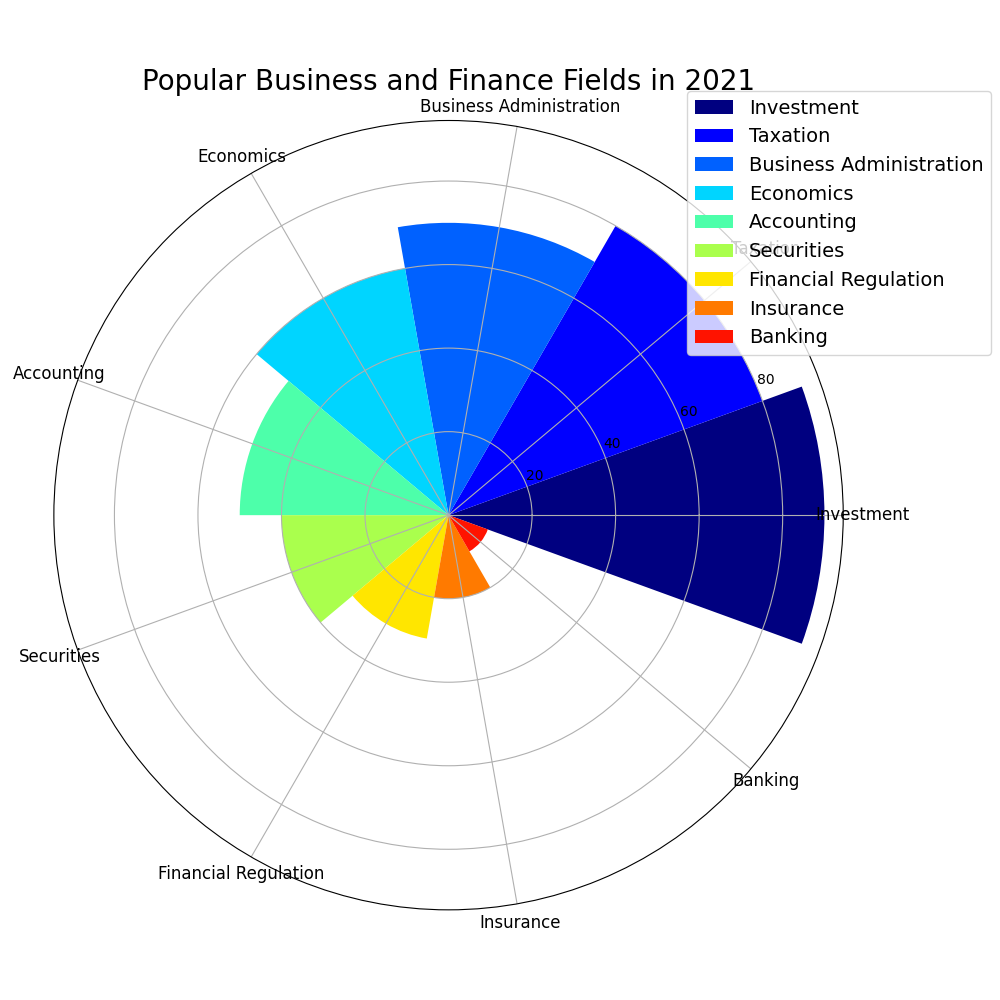 Popular Business and Finance Fields in 2021
Business Administration
Economics
Accounting
Securities
Financial Regulation
Insurance
Banking
Investment
Taxation
20
40
60
80
Investment
Taxation
Business Administration
Economics
Accounting
Securities
Financial Regulation
Insurance
Banking